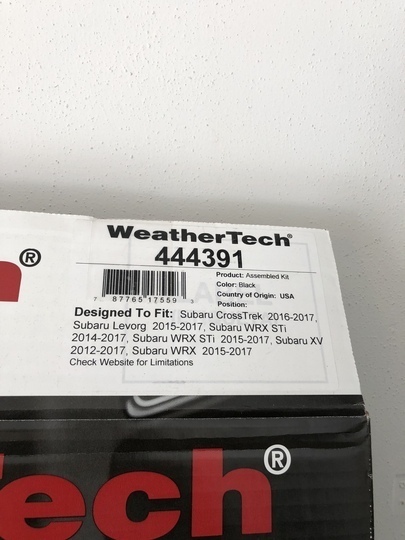 WeatherTech®
444391
Product: Assembled Kit
Color: Black
Country of Origin: USA
Position:
7 87765 17559 3
Designed To Fit: Subaru CrossTrek 2016-2017,
Subaru Levorg 2015-2017, Subaru WRX STi
2014-2017, Subaru WRX STi 2015-2017, Subaru XV
2012-2017, Subaru WRX 2015-2017
Check Website for Limitations
h®
Tech®